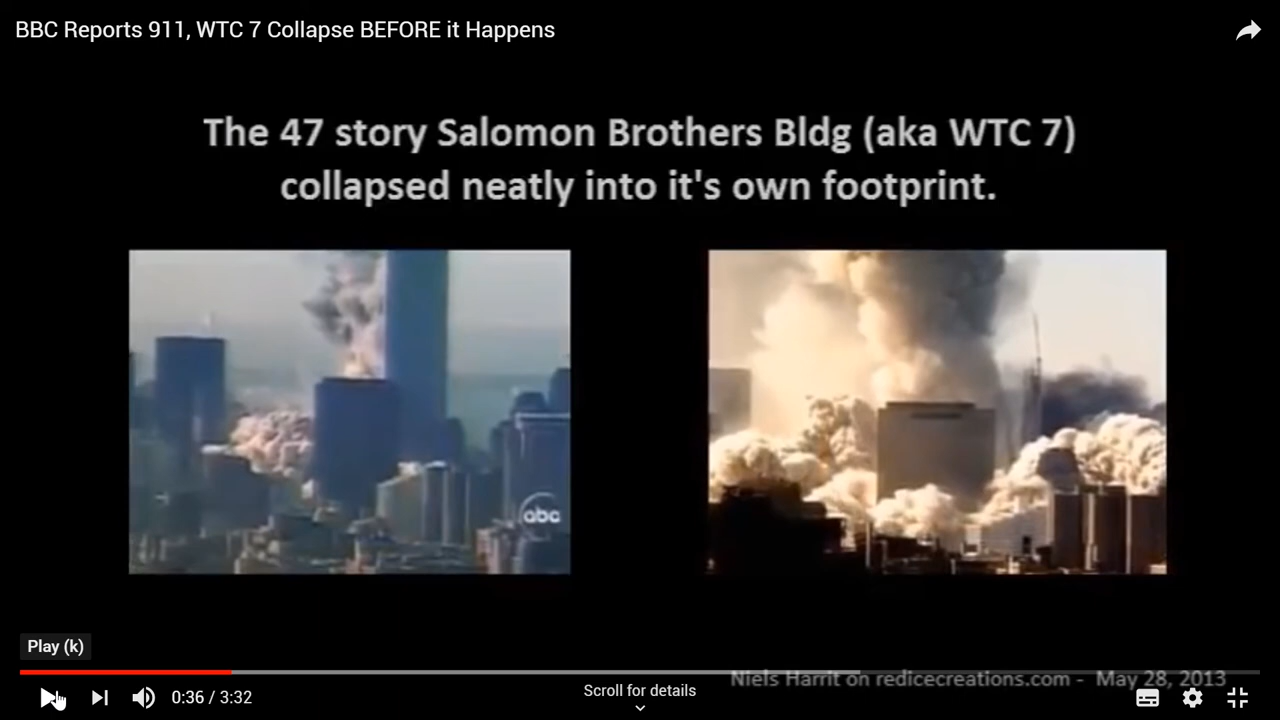 BBC Reports 911, WTC 7 Collapse BEFORE it Happens
The 47 story Salomon Brothers Bldg (aka WTC 7)
collapsed neatly into it's own footprint.
abc
Play (k)
Niels Harrit on redicecreations.com - May 28, 2013
0:36 / 3:32
Scroll for details